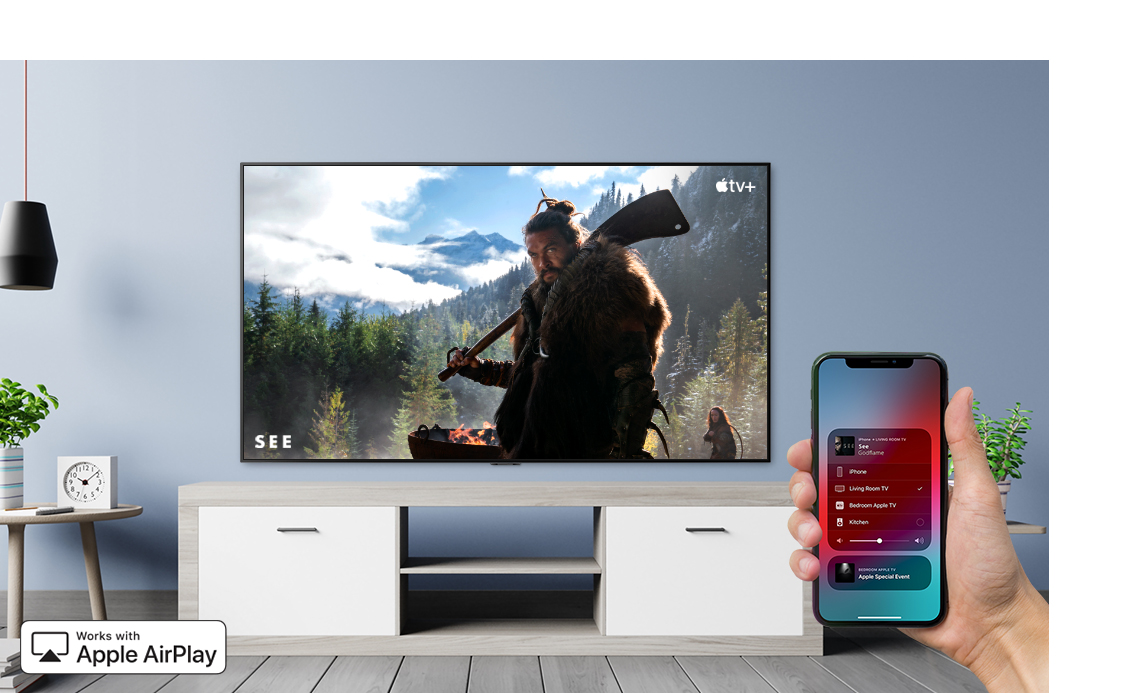 tv+
SEE
iPhone + LIVING ROOM TV
See
Godflame
iPhone
Living Room TV
Bedroom Apple TV
Kitchen
BEDROOM APPLE TV
Apple Special Event
Works with
Apple AirPlay